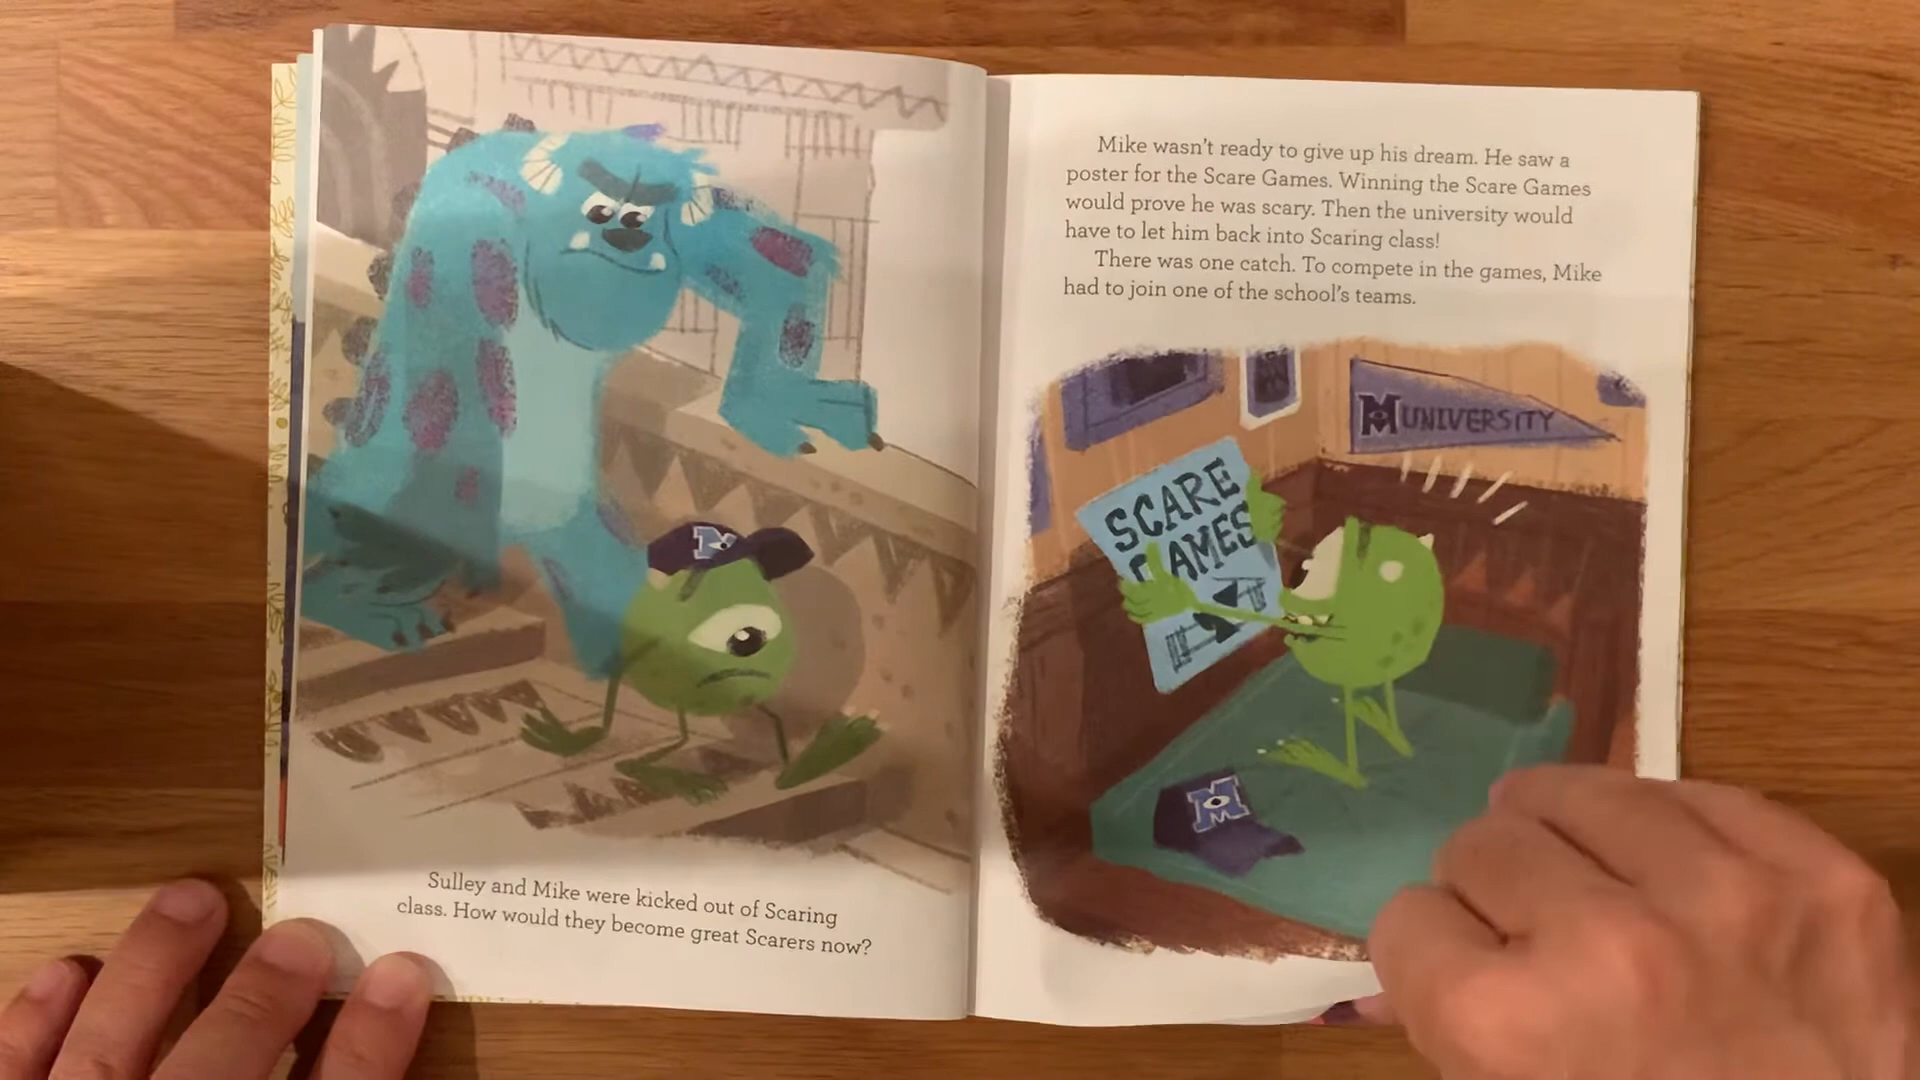 Sulley and Mike were kicked out of Scaring
class. How would they become great Scarers now?
Mike wasn't ready to give up his dream. He saw a
poster for the Scare Games. Winning the Scare Games
would prove he was scary. Then the university would
have to let him back into Scaring class!
There was one catch. To compete in the games, Mike
had to join one of the school's teams.
M UNIVERSITY
SCARE
GAMES
M
M